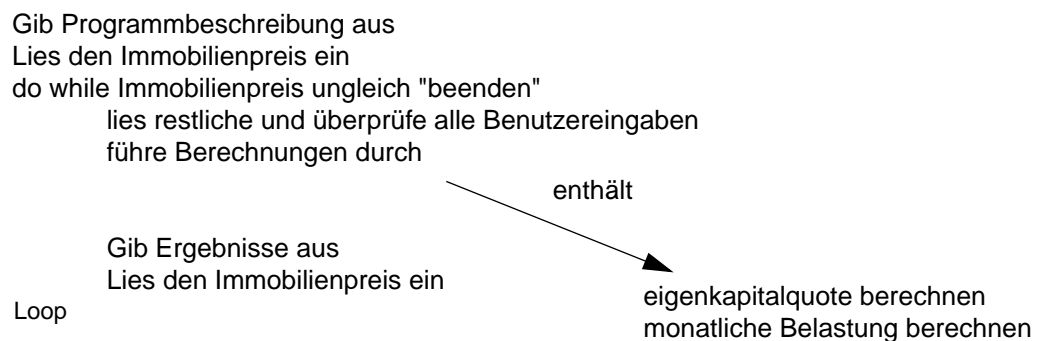 Gib Programmbeschreibung aus
Lies den Immobilienpreis ein
do while Immobilienpreis ungleich "beenden"
lies restliche und überprüfe alle Benutzereingaben
führe Berechnungen durch
enthält
Gib Ergebnisse aus
Lies den Immobilienpreis ein
Loop
eigenkapitalquote berechnen
monatliche Belastung berechnen